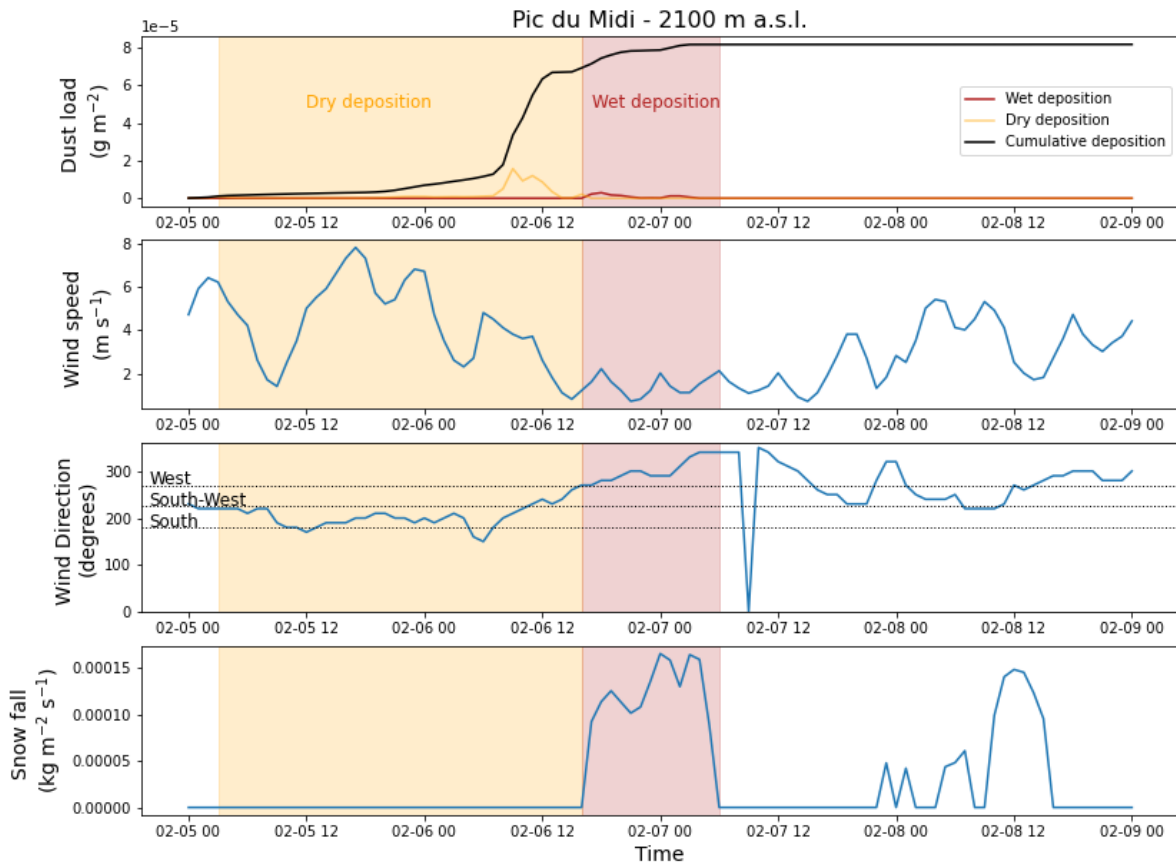 Pic du Midi - 2100 m a.s.l.
1e−5
8
6
4
2
0
Dust load
(g m⁻²)
Dry deposition
Wet deposition
Wet deposition
Dry deposition
Cumulative deposition
02-05 00 02-05 12 02-06 00 02-06 12 02-07 00 02-07 12 02-08 00 02-08 12 02-09 00
8
6
4
2
Wind speed
(m s⁻¹)
02-05 00 02-05 12 02-06 00 02-06 12 02-07 00 02-07 12 02-08 00 02-08 12 02-09 00
300
200
100
0
Wind Direction
(degrees)
West
South-West
South
02-05 00 02-05 12 02-06 00 02-06 12 02-07 00 02-07 12 02-08 00 02-08 12 02-09 00
0.00015
0.00010
0.00005
0.00000
Snow fall
(kg m⁻² s⁻¹)
02-05 00 02-05 12 02-06 00 02-06 12 02-07 00 02-07 12 02-08 00 02-08 12 02-09 00
Time